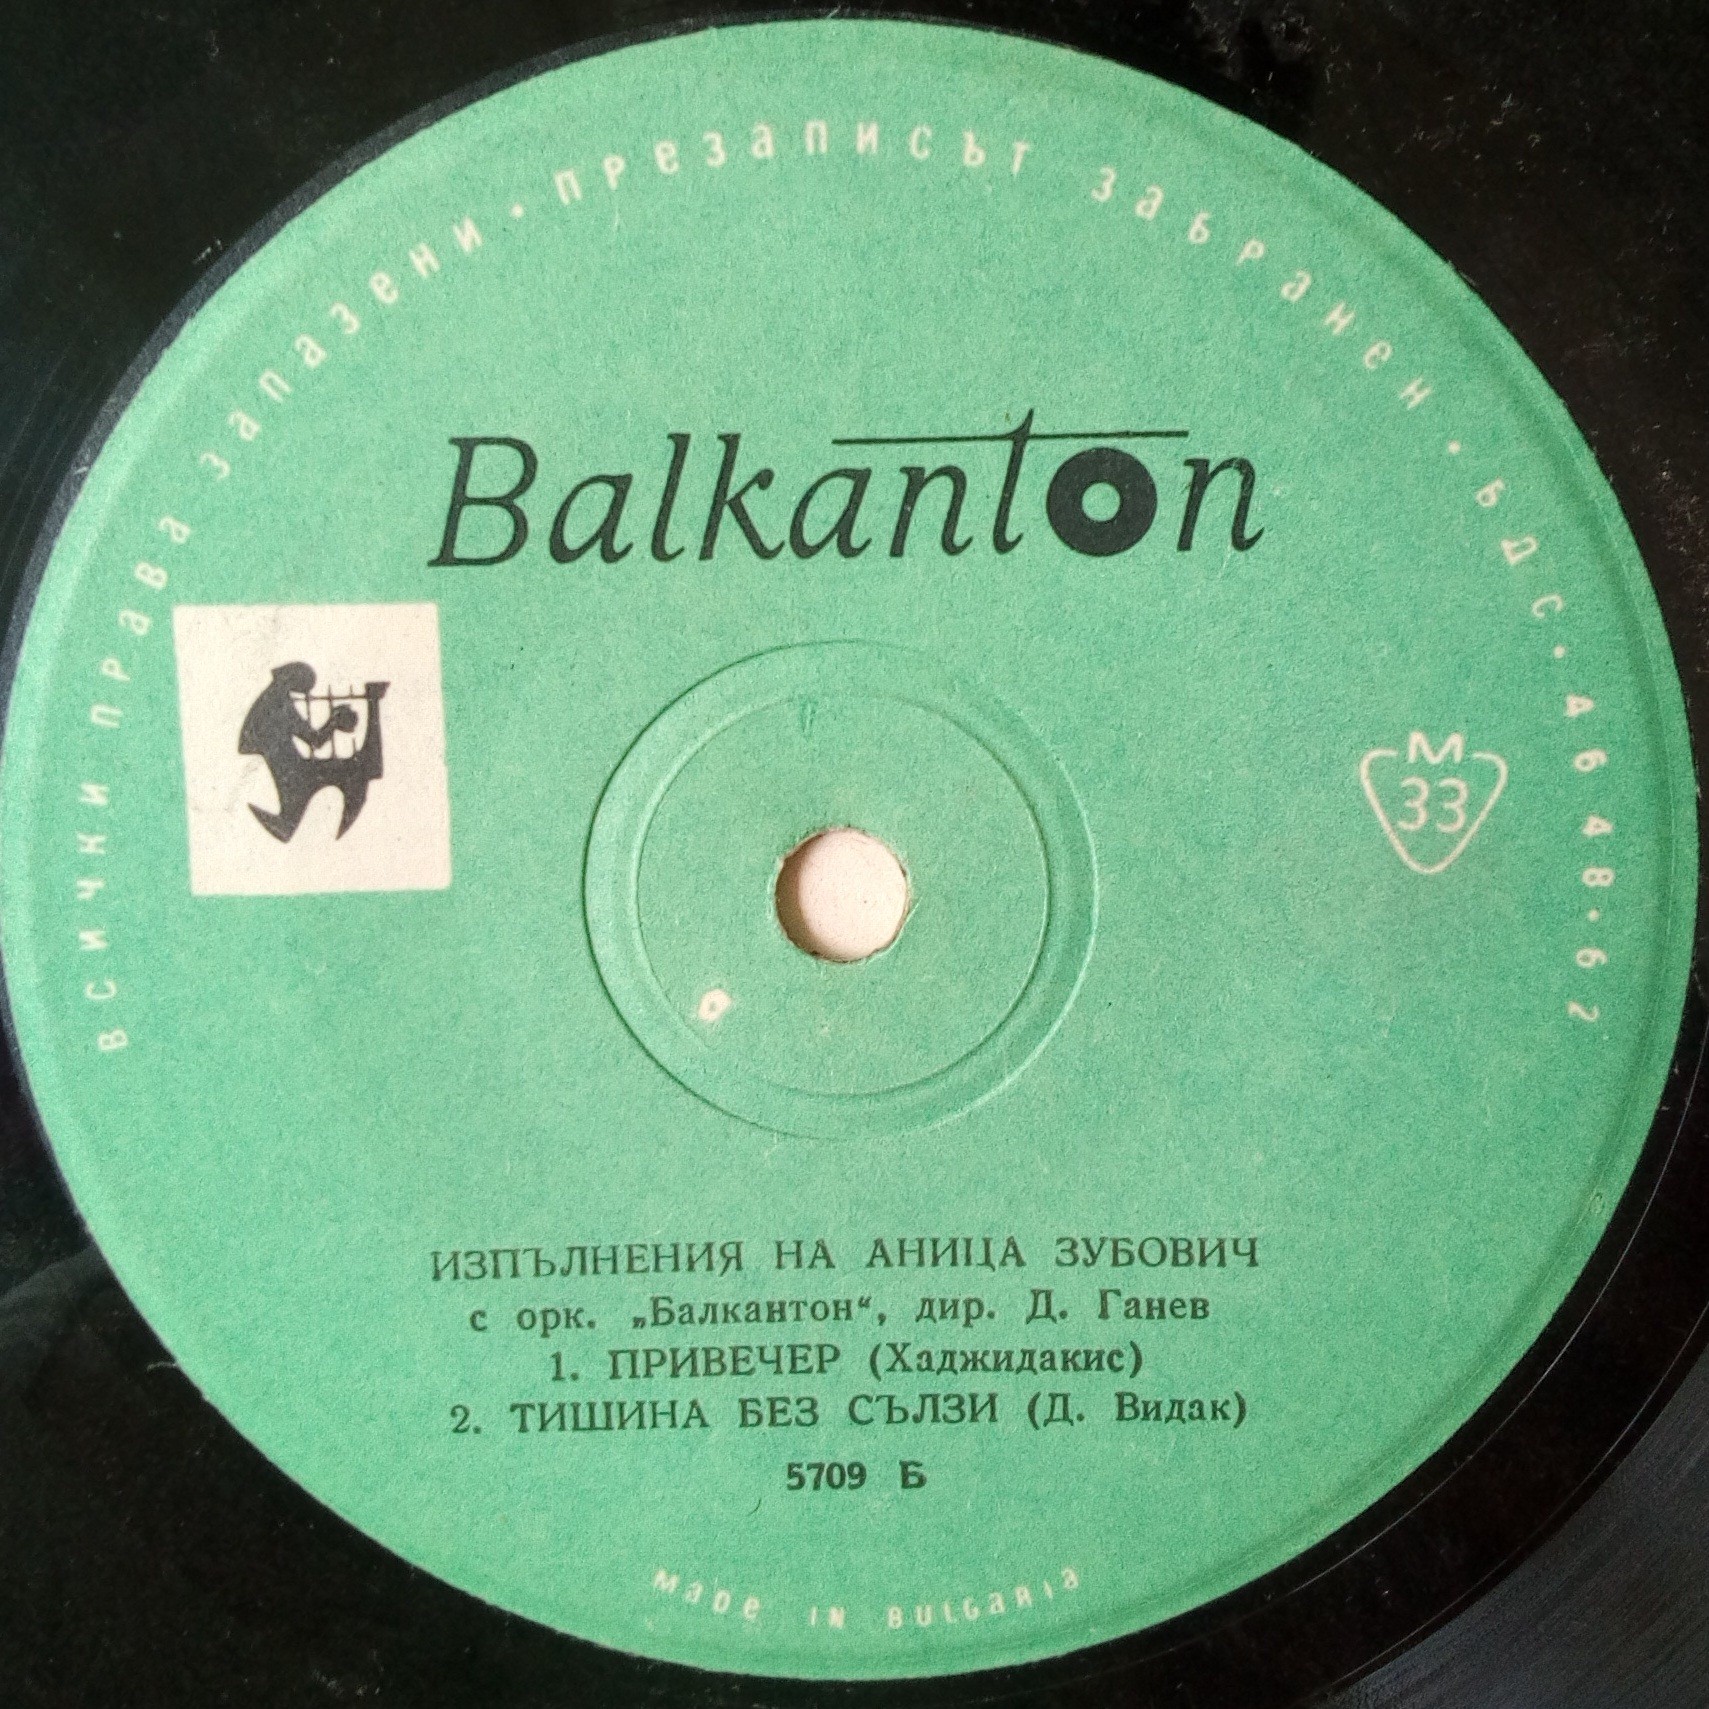 всички права запазени • презаписът забранен • бдс • 4648 • 62
Balkanton
М
33
ИЗПЪЛНЕНИЯ НА АНИЦА ЗУБОВИЧ
с орк. „Балкантон“, дир. Д. Ганев
1. ПРИВЕЧЕР (Хаджидакис)
2. ТИШИНА БЕЗ СЪЛЗИ (Д. Видак)
5709 Б
made in Bulgaria